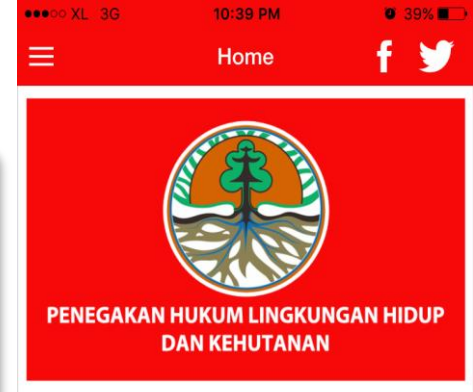 XL 3G 10:39 PM 39%
Home
PENEGAKAN HUKUM LINGKUNGAN HIDUP
DAN KEHUTANAN